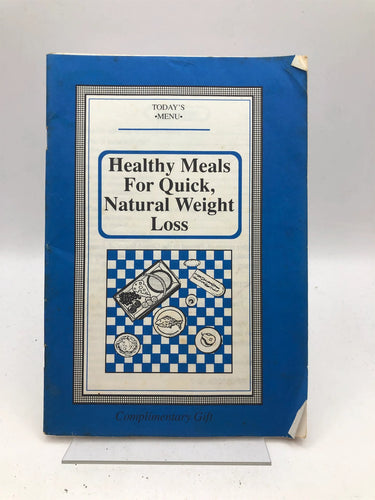 TODAY'S
•MENU•
Healthy Meals
For Quick,
Natural Weight
Loss
Complimentary Gift